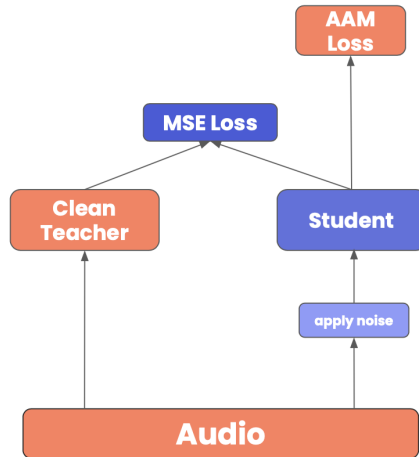 AAM
Loss
MSE Loss
Clean
Teacher
Student
apply noise
Audio